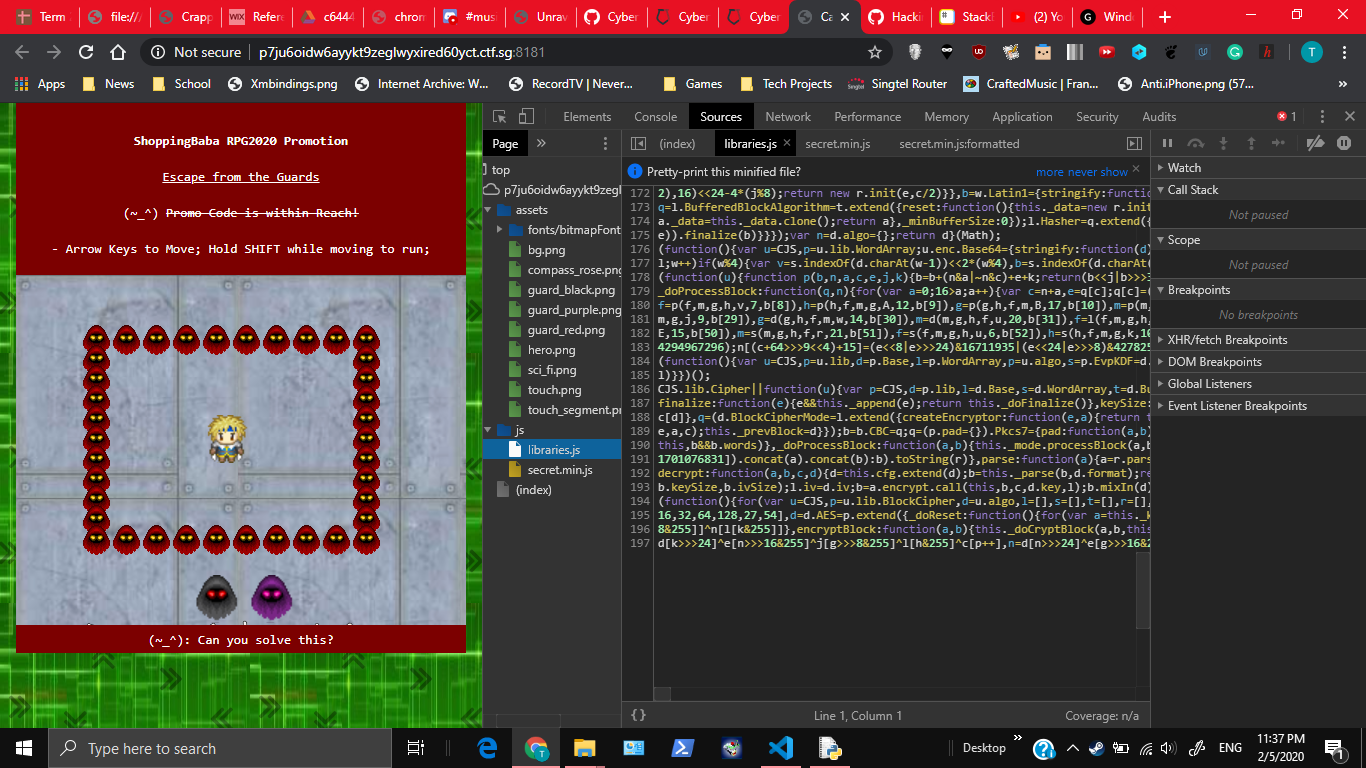 Term
file:///
Crapp
Refere
c6444
chrom
#mus
Unrav
Cyber
Cyber
Cyber
Ca
Hackin
Stackl
(2) Yo
Wind
Not secure
p7ju6oidw6ayykt9zeglwyxired60yct.ctf.sg:8181
Apps
News
School
Xmbindings.png
Internet Archive: W...
RecordTV | Never...
Games
Tech Projects
Singtel Router
CraftedMusic | Fran...
Anti.iPhone.png (57...
ShoppingBaba RPG2020 Promotion
Escape from the Guards
(~_^) Promo Code is within Reach!
- Arrow Keys to Move; Hold SHIFT while moving to run;
(~_^): Can you solve this?
Elements
Console
Sources
Network
Performance
Memory
Application
Security
Audits
1
Page
(index)
libraries.js
secret.min.js
secret.min.js:formatted
top
p7ju6oidw6ayykt9zegl
assets
fonts/bitmapFont
bg.png
compass_rose.png
guard_black.png
guard_purple.png
guard_red.png
hero.png
sci_fi.png
touch.png
touch_segment.pn
js
libraries.js
secret.min.js
(index)
Pretty-print this minified file?
more never show
172 2),16)<<24-4*(j%8);return new r.init(e,c/2)}},b=w.Latin1={stringify:functio
173 q=l.BufferedBlockAlgorithm=t.extend({reset:function(){this._data=new r.init
174 a._data=this._data.clone();return a},_minBufferSize:0});l.Hasher=q.extend({
175 e)).finalize(b)}}});var n=d.algo={};return d}(Math);
176 (function(){var u=CJS,p=u.lib.WordArray;u.enc.Base64={stringify:function(d)
177 l;w++)if(w%4){var v=s.indexOf(d.charAt(w-1))<<2*(w%4),b=s.indexOf(d.charAt(
178 (function(u){function p(b,n,a,c,e,j,k){b=b+(n&a|~n&c)+e+k;return(b<<j|b>>>3
179 _doProcessBlock:function(q,n){for(var a=0;16>a;a++){var c=n+a,e=q[c];q[c]=(
180 f=p(f,m,g,h,v,7,b[8]),h=p(h,f,m,g,A,12,b[9]),g=p(g,h,f,m,B,17,b[10]),m=p(m,
181 m,g,j,9,b[29]),g=d(g,h,f,m,w,14,b[30]),m=d(m,g,h,f,u,20,b[31]),f=l(f,m,g,h,
182 E,15,b[50]),m=s(m,g,h,f,r,21,b[51]),f=s(f,m,g,h,u,6,b[52]),h=s(h,f,m,g,k,10
183 4294967296);n[(c+64>>>9<<4)+15]=(e<<8|e>>>24)&16711935|(e<<24|e>>>8)&427825
184 (function(){var u=CJS,p=u.lib,d=p.Base,l=p.WordArray,p=u.algo,s=p.EvpKDF=d.
185 l)}})();
186 CJS.lib.Cipher||function(u){var p=CJS,d=p.lib,l=d.Base,s=d.WordArray,t=d.Bu
187 finalize:function(e){e&&this._append(e);return this._doFinalize()},keySize:
188 c[d]},q=(d.BlockCipherMode=l.extend({createEncryptor:function(e,a){return t
189 e,a,c);this._prevBlock=d}});b=b.CBC=q;q=(p.pad={}).Pkcs7={pad:function(a,b)
190 this,b&&b.words)},_doProcessBlock:function(a,b){this._mode.processBlock(a,b
191 1701076831]).concat(a).concat(b):b).toString(r)},parse:function(a){a=r.pars
192 decrypt:function(a,b,c,d){d=this.cfg.extend(d);b=this._parse(b,d.format);re
193 b.keySize,b.ivSize);l.iv=d.iv;b=a.encrypt.call(this,b,c,d.key,l);b.mixIn(d)
194 (function(){for(var u=CJS,p=u.lib.BlockCipher,d=u.algo,l=[],s=[],t=[],r=[],
195 16,32,64,128,27,54],d=d.AES=p.extend({_doReset:function(){for(var a=this._k
196 8&255]]^n[l[k&255]]},encryptBlock:function(a,b){this._doCryptBlock(a,b,this
197 d[k>>>24]^e[n>>>16&255]^j[g>>>8&255]^l[h&255]^c[p++],n=d[n>>>24]^e[g>>>16&2
{}
Line 1, Column 1
Coverage: n/a
Watch
Call Stack
Not paused
Scope
Not paused
Breakpoints
No breakpoints
XHR/fetch Breakpoints
DOM Breakpoints
Global Listeners
Event Listener Breakpoints
Type here to search
Desktop
ENG
11:37 PM
2/5/2020
1